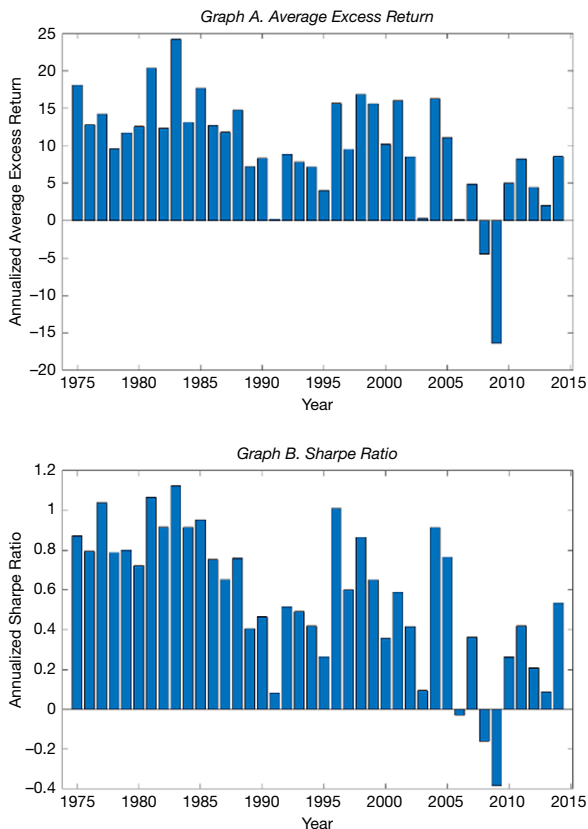 Graph A. Average Excess Return
Annualized Average Excess Return
25
20
15
10
5
0
−5
−10
−15
−20
1975 1980 1985 1990 1995 2000 2005 2010 2015
Year
Graph B. Sharpe Ratio
Annualized Sharpe Ratio
1.2
1
0.8
0.6
0.4
0.2
0
−0.2
−0.4
1975 1980 1985 1990 1995 2000 2005 2010 2015
Year